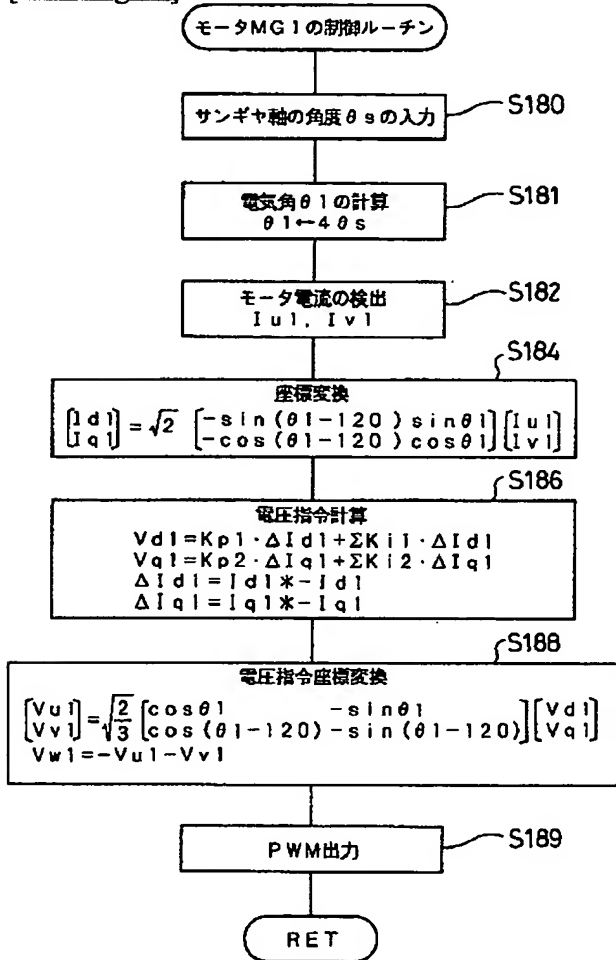 モータMG1の制御ルーチン
サンギヤ軸の角度θsの入力
S180
電気角θ1の計算
θ1←4θs
S181
モータ電流の検出
Iu1, Iv1
S182
S184
座標変換
[Id1] = √2 [-sin(θ1-120) sinθ1] [Iu1]
[Iq1] [-cos(θ1-120) cosθ1] [Iv1]
S186
電圧指令計算
Vd1=Kp1・ΔId1+ΣKi1・ΔId1
Vq1=Kp2・ΔIq1+ΣKi2・ΔIq1
ΔId1=Id1*-Id1
ΔIq1=Iq1*-Iq1
S188
電圧指令座標変換
[Vu1] = √2/3 [cosθ1 -sinθ1] [Vd1]
[Vv1] [cos(θ1-120) -sin(θ1-120)] [Vq1]
Vw1=-Vu1-Vv1
PWM出力
S189
RET